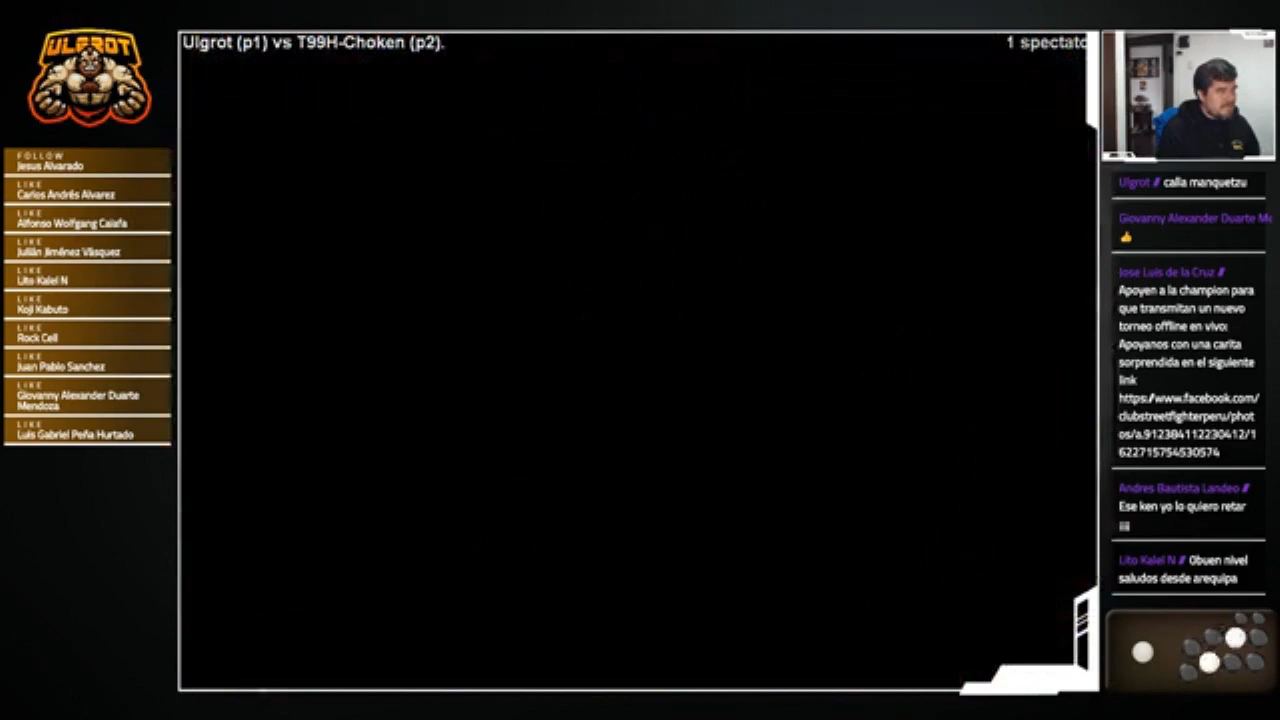 ULGROT
Ulgrot (p1) vs T99H-Choken (p2).
1 spectato
FOLLOW
Jesus Alvarado
LIKE
Carlos Andrés Alvarez
LIKE
Alfonso Wolfgang Caiafa
LIKE
Julián Jiménez Vásquez
LIKE
Lito Kalel N
LIKE
Koji Kabuto
LIKE
Rock Cell
LIKE
Juan Pablo Sanchez
LIKE
Giovanny Alexander Duarte
Mendoza
LIKE
Luis Gabriel Peña Hurtado
Ulgrot // calla manquetzu
Giovanny Alexander Duarte Me
👍
Jose Luis de la Cruz //
Apoyen a la champion para
que transmitan un nuevo
torneo offline en vivo:
Apoyanos con una carita
sorprendida en el siguiente
link
https://www.facebook.com/
clubstreetfighterperu/phot
os/a.912384112230412/1
622715754530574
Andres Bautista Landeo //
Ese ken yo lo quiero retar
jiji
Lito Kalel N // 0buen nivel
saludos desde arequipa